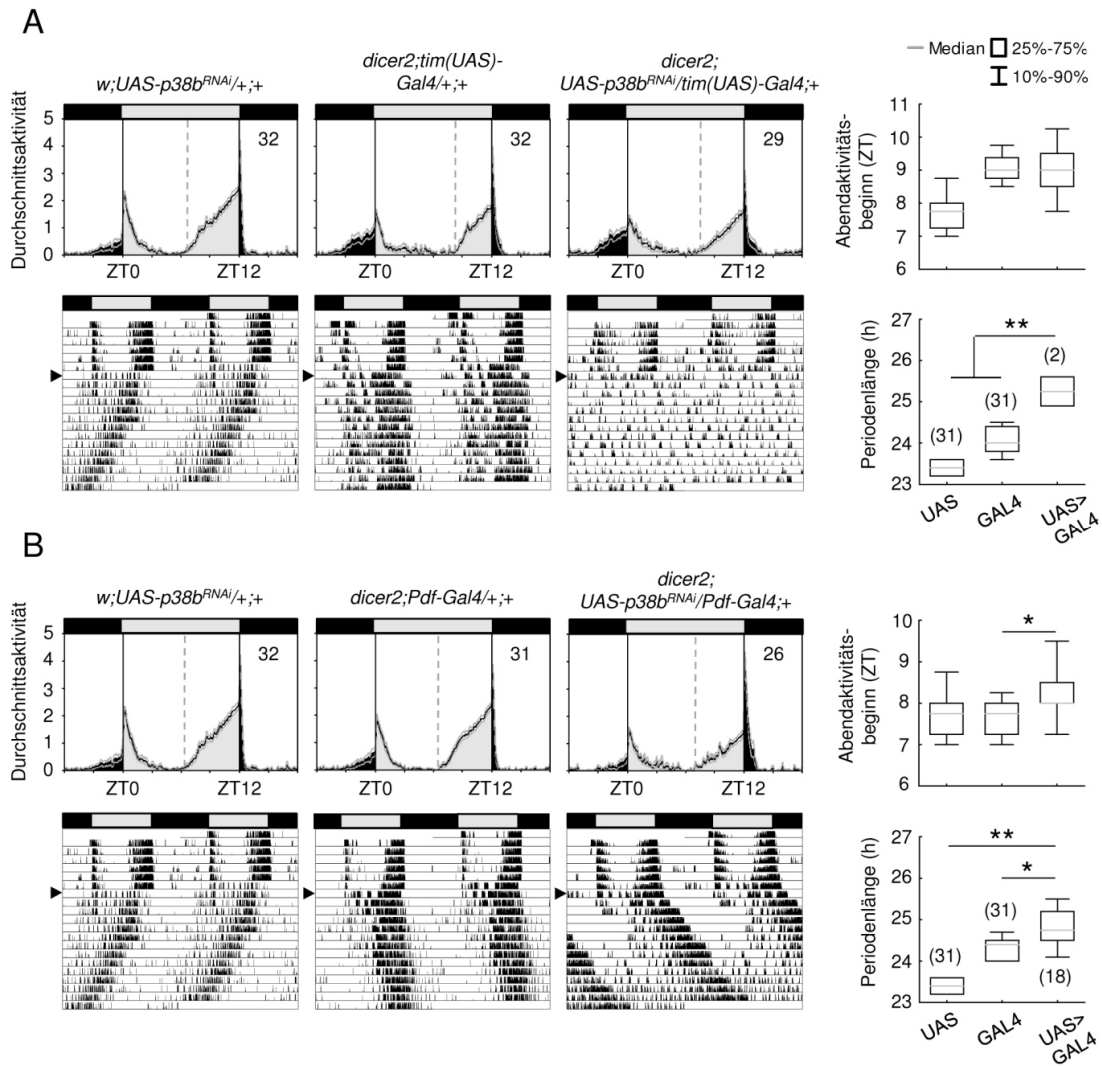 A
w;UAS-p38b^RNAi/+;+
dicer2;tim(UAS)-
Gal4/+;+
dicer2;
UAS-p38b^RNAi/tim(UAS)-Gal4;+
Median
25%-75%
10%-90%
Durchschnittsaktivität
5
4
3
2
1
0
32
32
29
ZT0
ZT12
ZT0
ZT12
ZT0
ZT12
Abendaktivitäts-
beginn (ZT)
11
10
9
8
7
6
Periodenlänge (h)
27
26
25
24
23
**
(31)
(31)
(2)
UAS
GAL4
UAS>
GAL4
B
w;UAS-p38b^RNAi/+;+
dicer2;Pdf-Gal4/+;+
dicer2;
UAS-p38b^RNAi/Pdf-Gal4;+
Durchschnittsaktivität
5
4
3
2
1
0
32
31
26
ZT0
ZT12
ZT0
ZT12
ZT0
ZT12
Abendaktivitäts-
beginn (ZT)
10
9
8
7
6
*
Periodenlänge (h)
27
26
25
24
23
**
*
(31)
(31)
(18)
UAS
GAL4
UAS>
GAL4